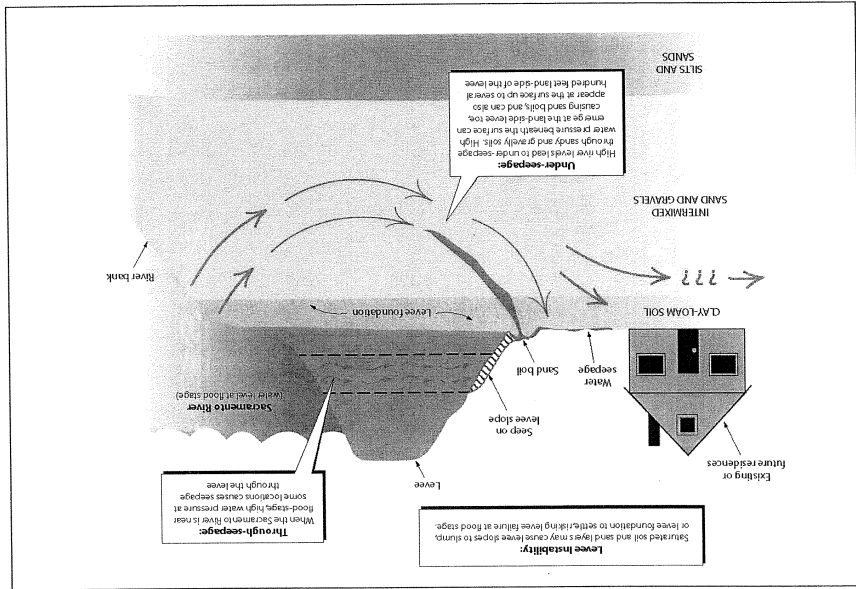 Levee Instability:
Saturated soil and sand layers may cause levee slopes to slump,
or levee foundation to settle, risking levee failure at flood stage.
Through-seepage:
When the Sacramento River is near
flood-stage, high water pressure at
some locations causes seepage
through the levee
Existing or
future residences
Levee
Seep on
levee slope
Sacramento River
(water level at flood stage)
Water
seepage
Sand boil
CLAY-LOAM SOIL
Levee foundation
? ? ?
River bank
INTERMIXED
SAND AND GRAVELS
Under-seepage:
High river levels lead to under-seepage
through sandy and gravelly soils. High
water pressure beneath the surface can
emerge at the land-side levee toe,
causing sand boils, and can also
appear at the surface up to several
hundred feet land-side of the levee
SILTS AND
SANDS